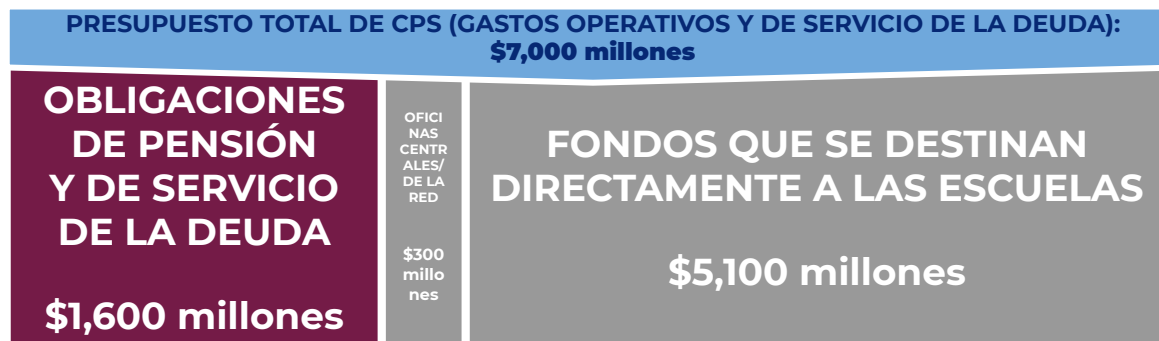 PRESUPUESTO TOTAL DE CPS (GASTOS OPERATIVOS Y DE SERVICIO DE LA DEUDA):
$7,000 millones
OBLIGACIONES
DE PENSIÓN
Y DE SERVICIO
DE LA DEUDA
$1,600 millones
OFICI
NAS
CENTR
ALES/
DE LA
RED
$300
millo
nes
FONDOS QUE SE DESTINAN
DIRECTAMENTE A LAS ESCUELAS
$5,100 millones